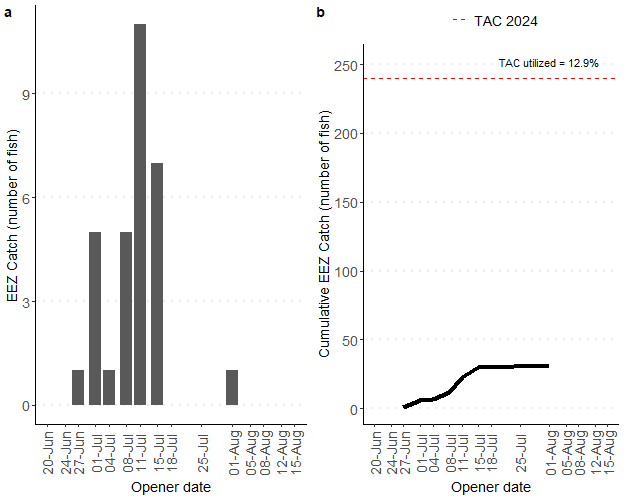 a
EEZ Catch (number of fish)
9
6
3
0
20-Jun
24-Jun
27-Jun
01-Jul
04-Jul
08-Jul
11-Jul
15-Jul
18-Jul
25-Jul
01-Aug
05-Aug
08-Aug
12-Aug
15-Aug
Opener date
b
TAC 2024
TAC utilized = 12.9%
Cumulative EEZ Catch (number of fish)
250
200
150
100
50
0
20-Jun
24-Jun
27-Jun
01-Jul
04-Jul
08-Jul
11-Jul
15-Jul
18-Jul
25-Jul
01-Aug
05-Aug
08-Aug
12-Aug
15-Aug
Opener date